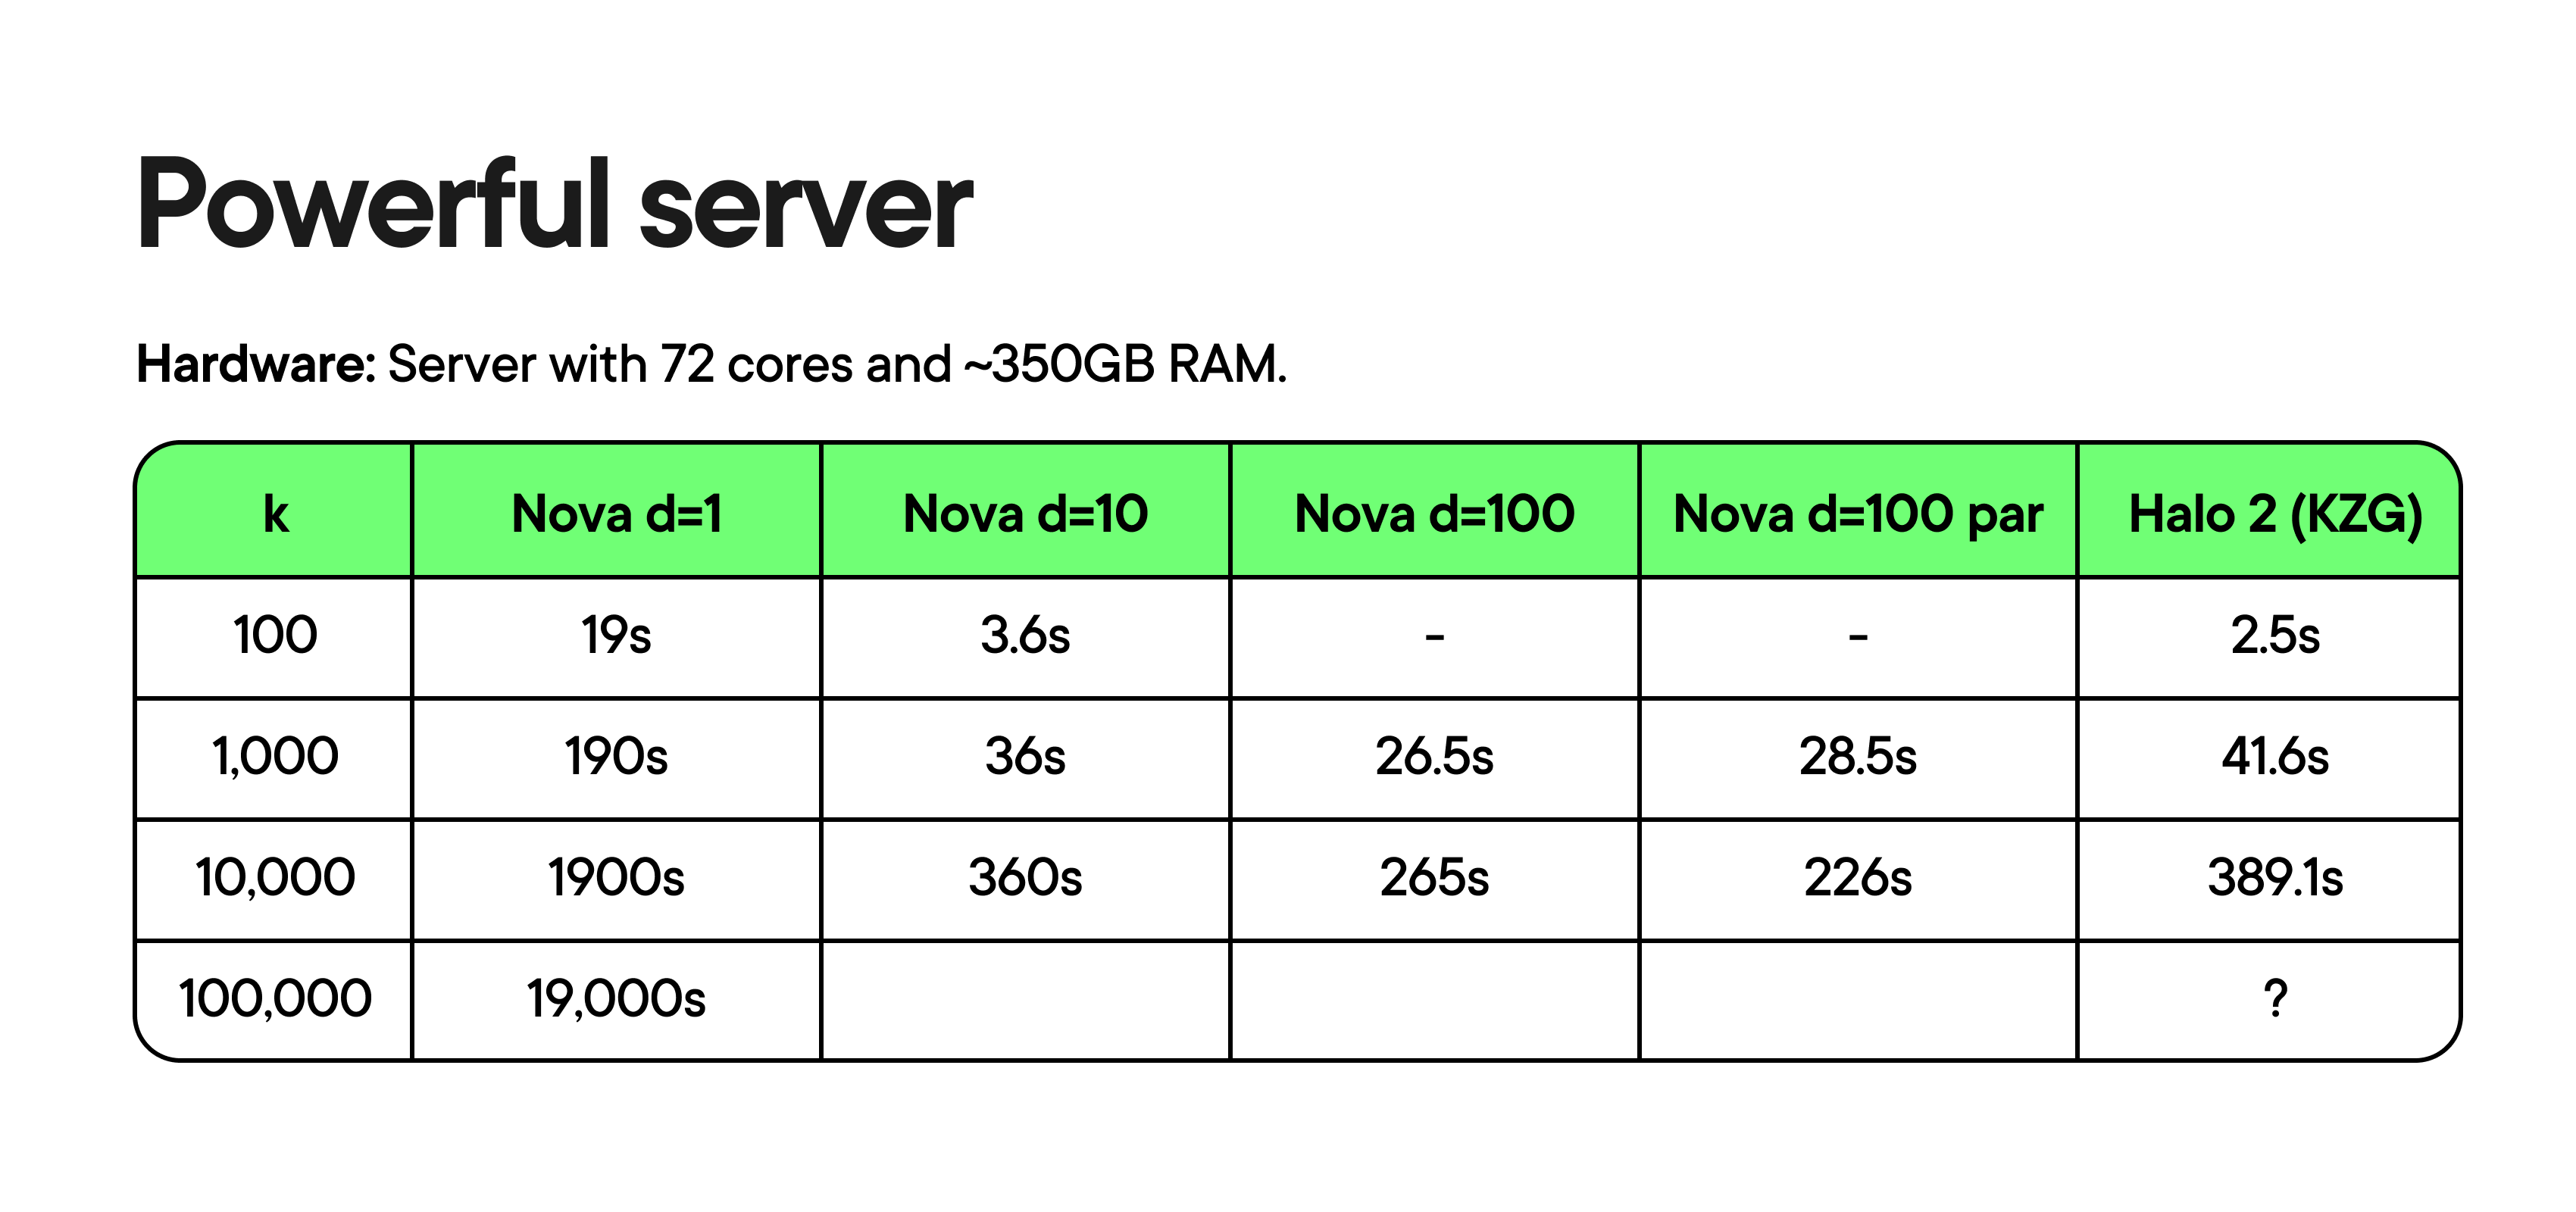 Powerful server
Hardware: Server with 72 cores and ~350GB RAM.
k Nova d=1 Nova d=10 Nova d=100 Nova d=100 par Halo 2 (KZG)
100 19s 3.6s - - 2.5s
1,000 190s 36s 26.5s 28.5s 41.6s
10,000 1900s 360s 265s 226s 389.1s
100,000 19,000s ?